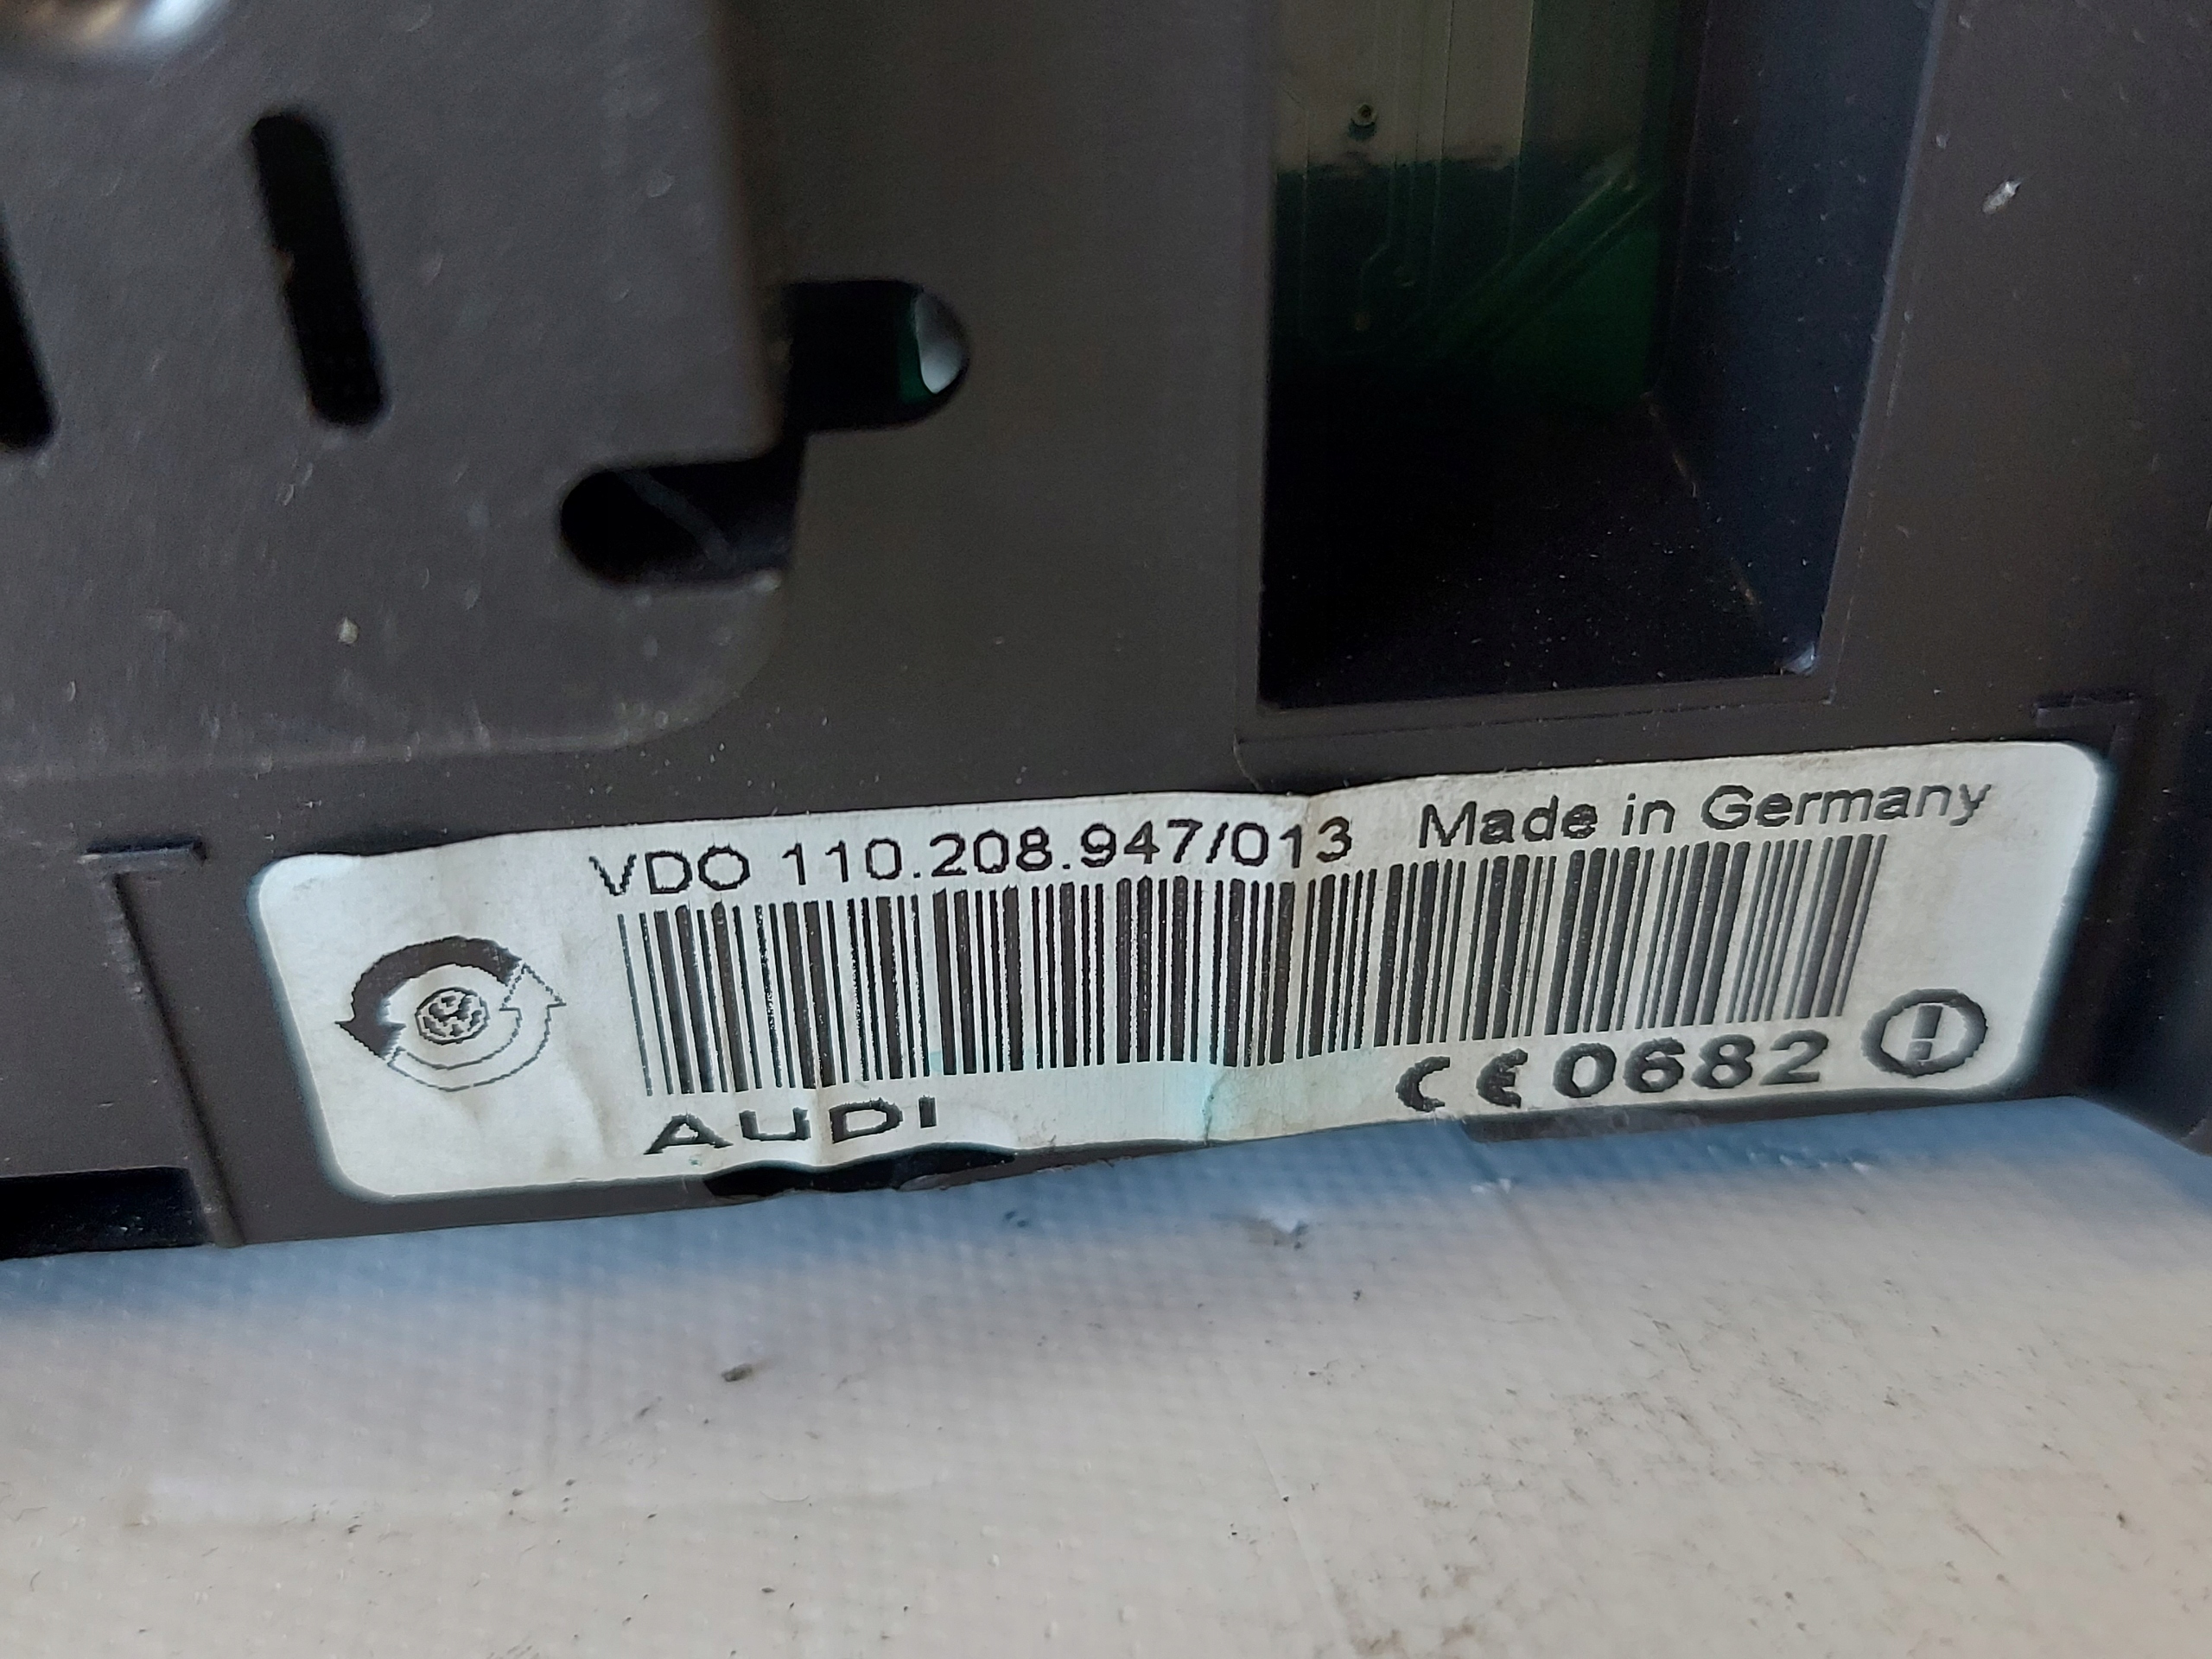 VDO 110.208.947/013 Made in Germany
AUDI
CE 0682